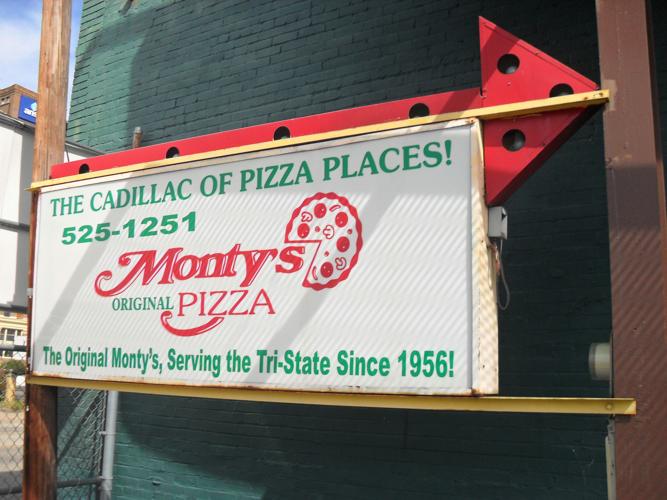 THE CADILLAC OF PIZZA PLACES!
525-1251
Monty's
ORIGINAL PIZZA
The Original Monty's, Serving the Tri-State Since 1956!